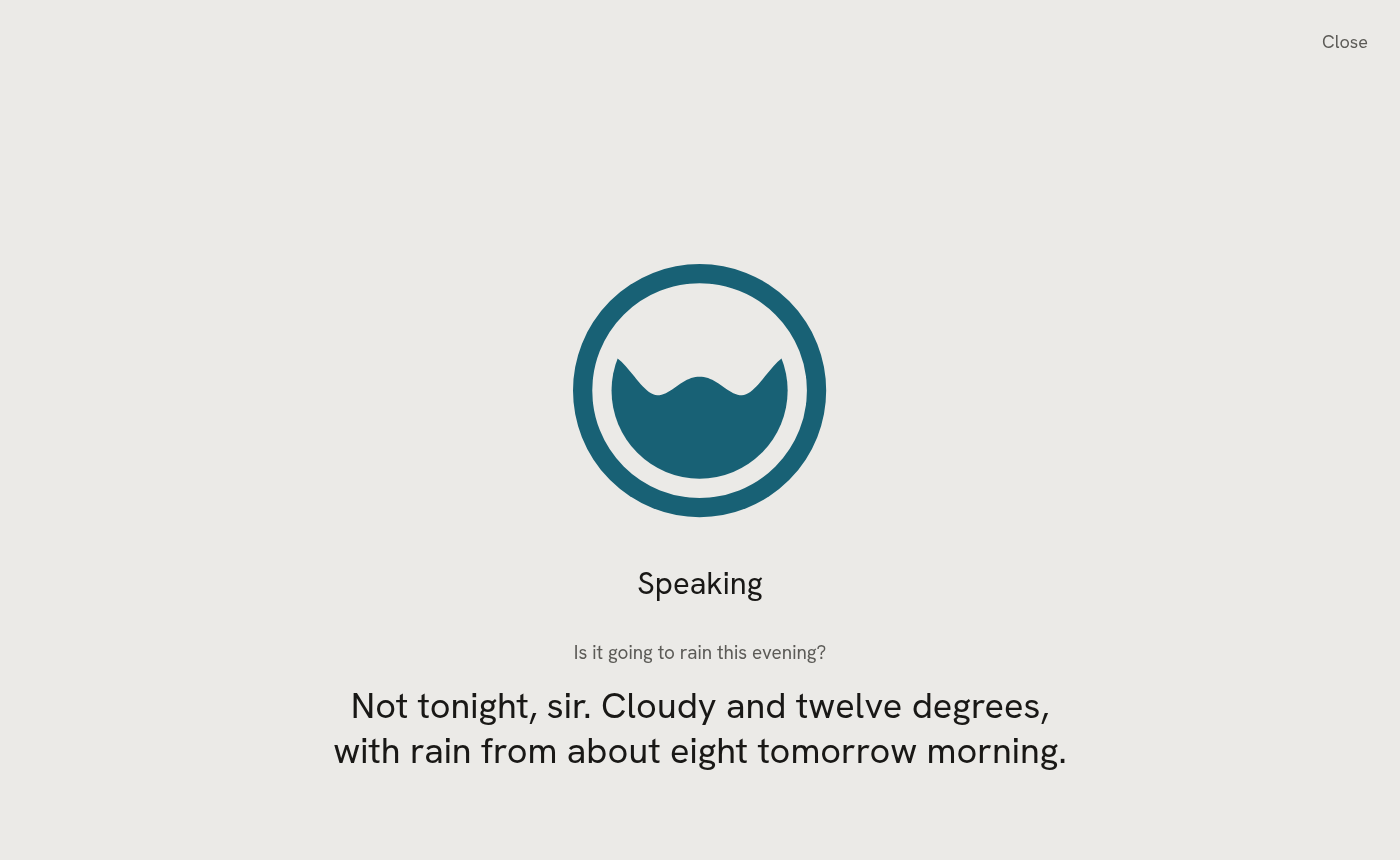 Close
Speaking
Is it going to rain this evening?
Not tonight, sir. Cloudy and twelve degrees,
with rain from about eight tomorrow morning.